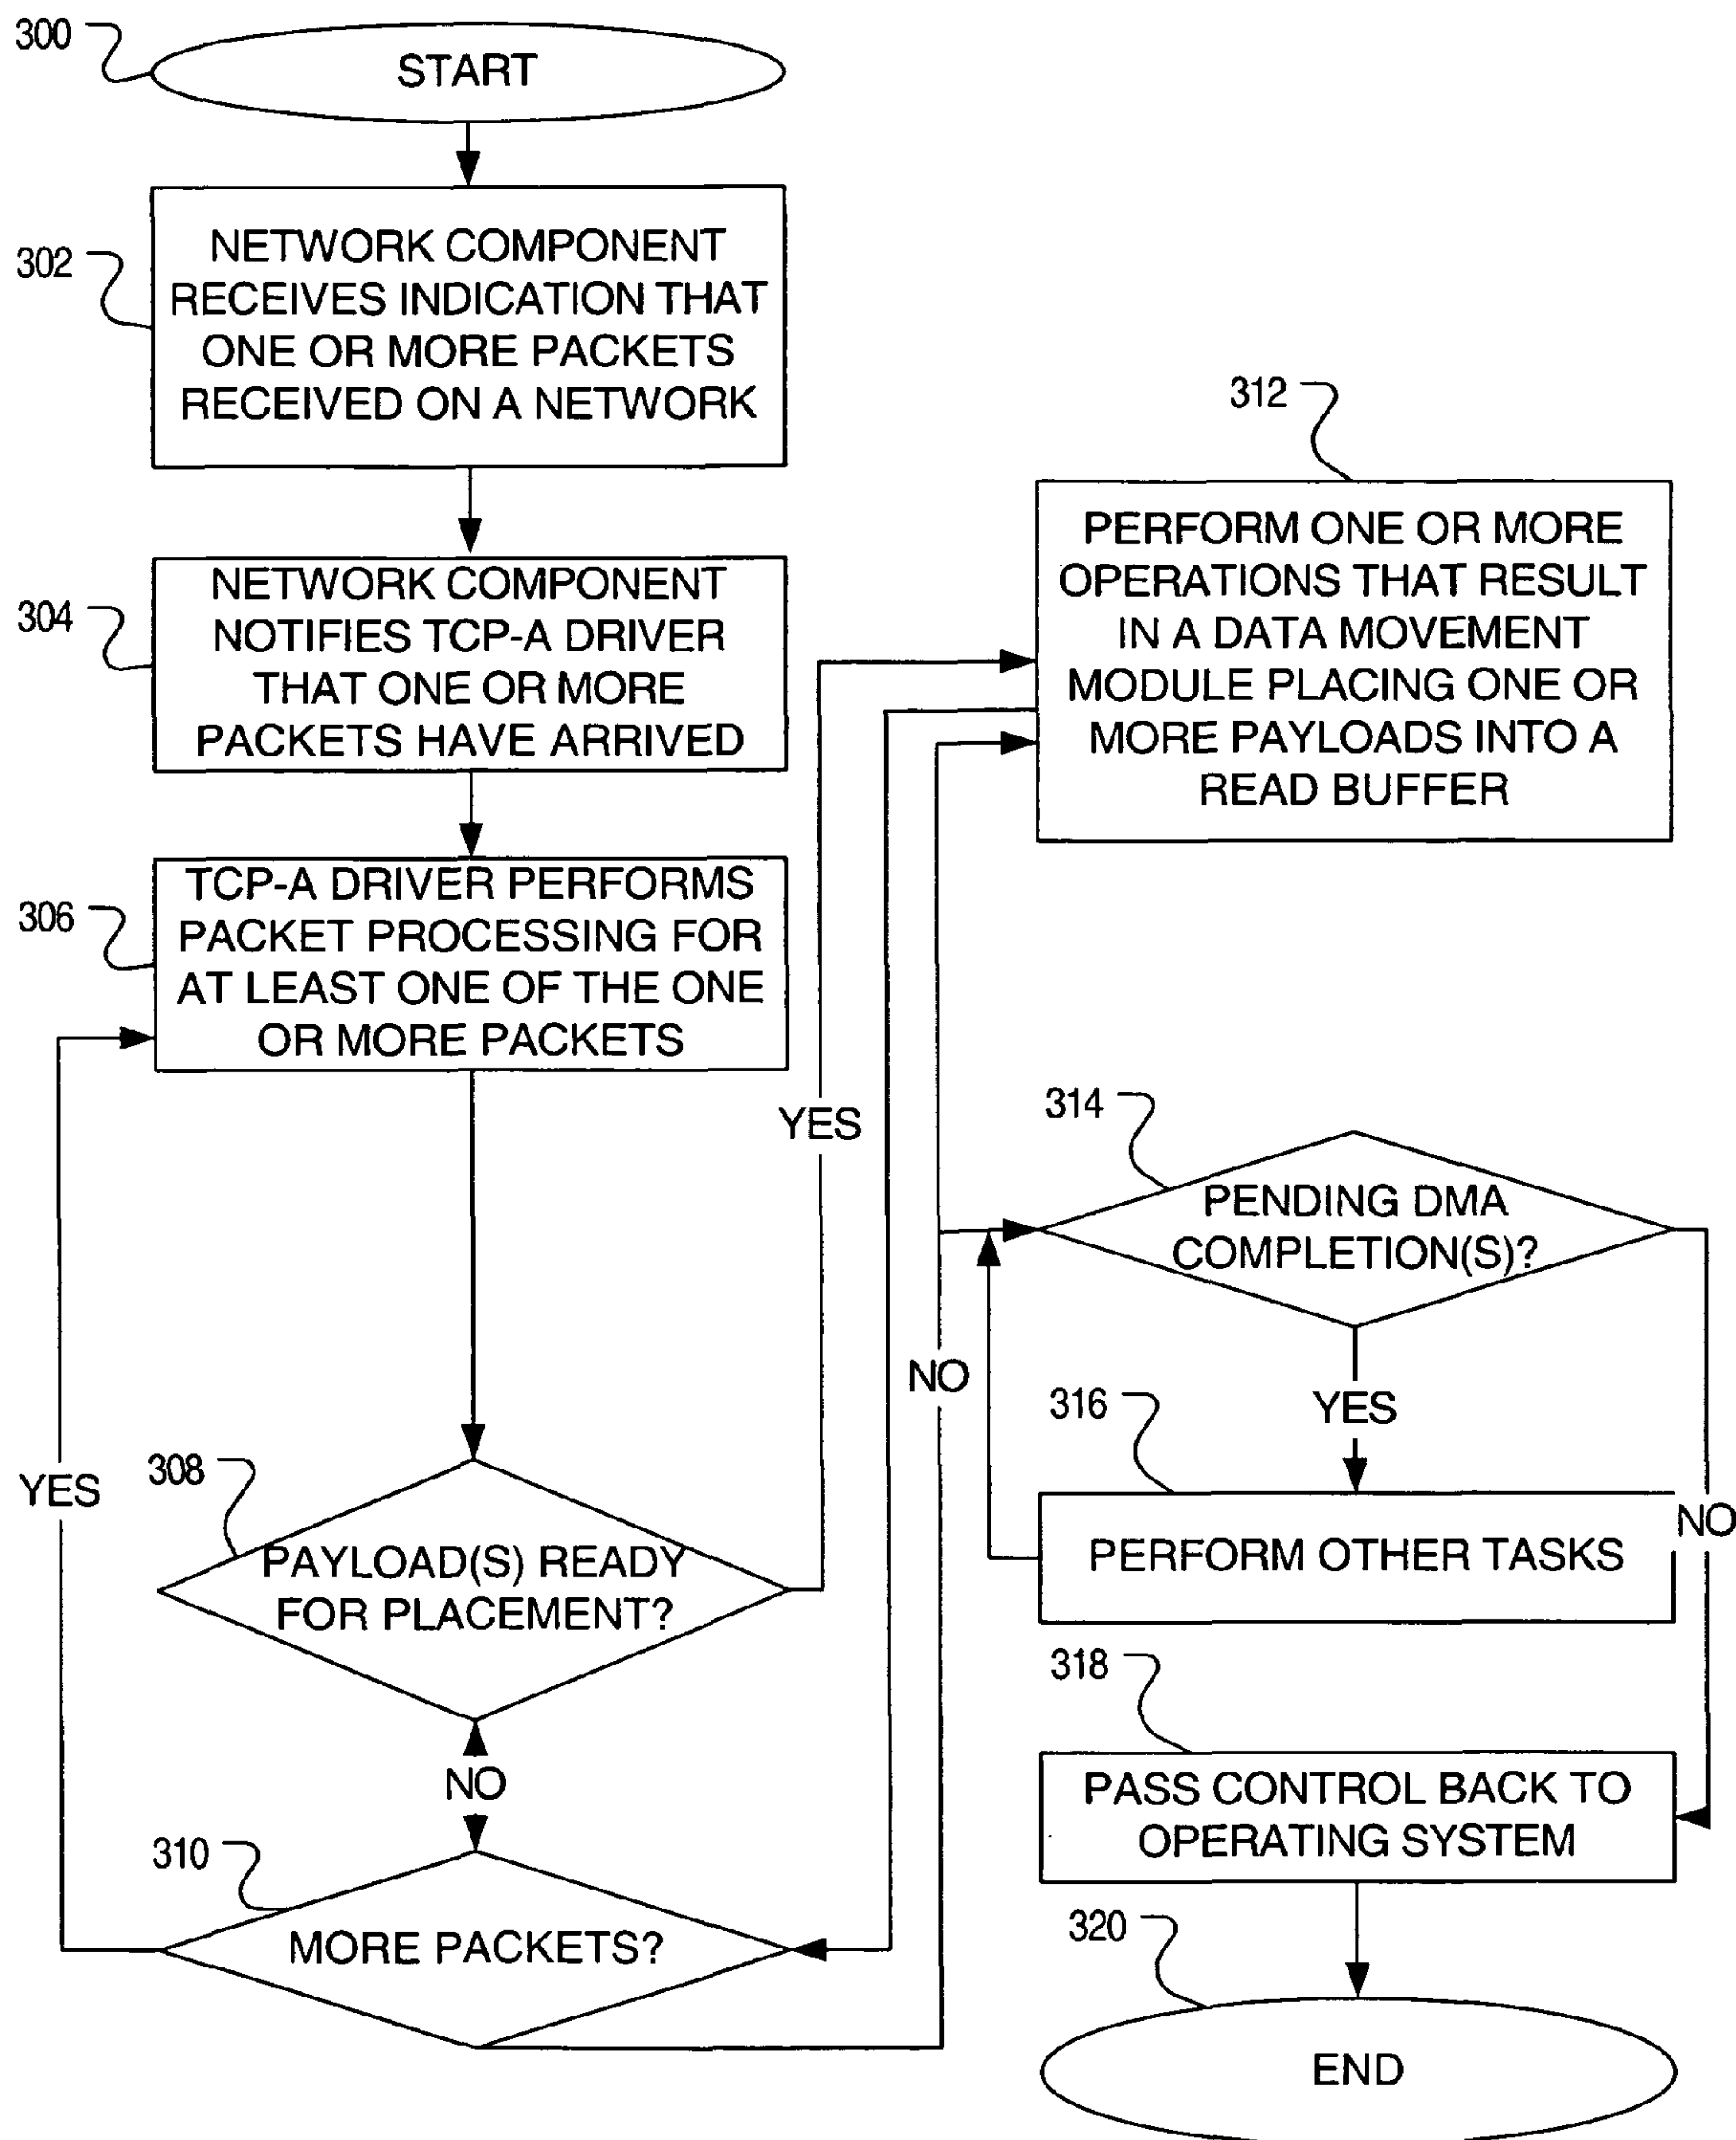 300
START
302
NETWORK COMPONENT
RECEIVES INDICATION THAT
ONE OR MORE PACKETS
RECEIVED ON A NETWORK
304
NETWORK COMPONENT
NOTIFIES TCP-A DRIVER
THAT ONE OR MORE
PACKETS HAVE ARRIVED
306
TCP-A DRIVER PERFORMS
PACKET PROCESSING FOR
AT LEAST ONE OF THE ONE
OR MORE PACKETS
YES
308
PAYLOAD(S) READY
FOR PLACEMENT?
YES
NO
310
MORE PACKETS?
NO
312
PERFORM ONE OR MORE
OPERATIONS THAT RESULT
IN A DATA MOVEMENT
MODULE PLACING ONE OR
MORE PAYLOADS INTO A
READ BUFFER
314
PENDING DMA
COMPLETION(S)?
YES
NO
316
PERFORM OTHER TASKS
318
PASS CONTROL BACK TO
OPERATING SYSTEM
320
END